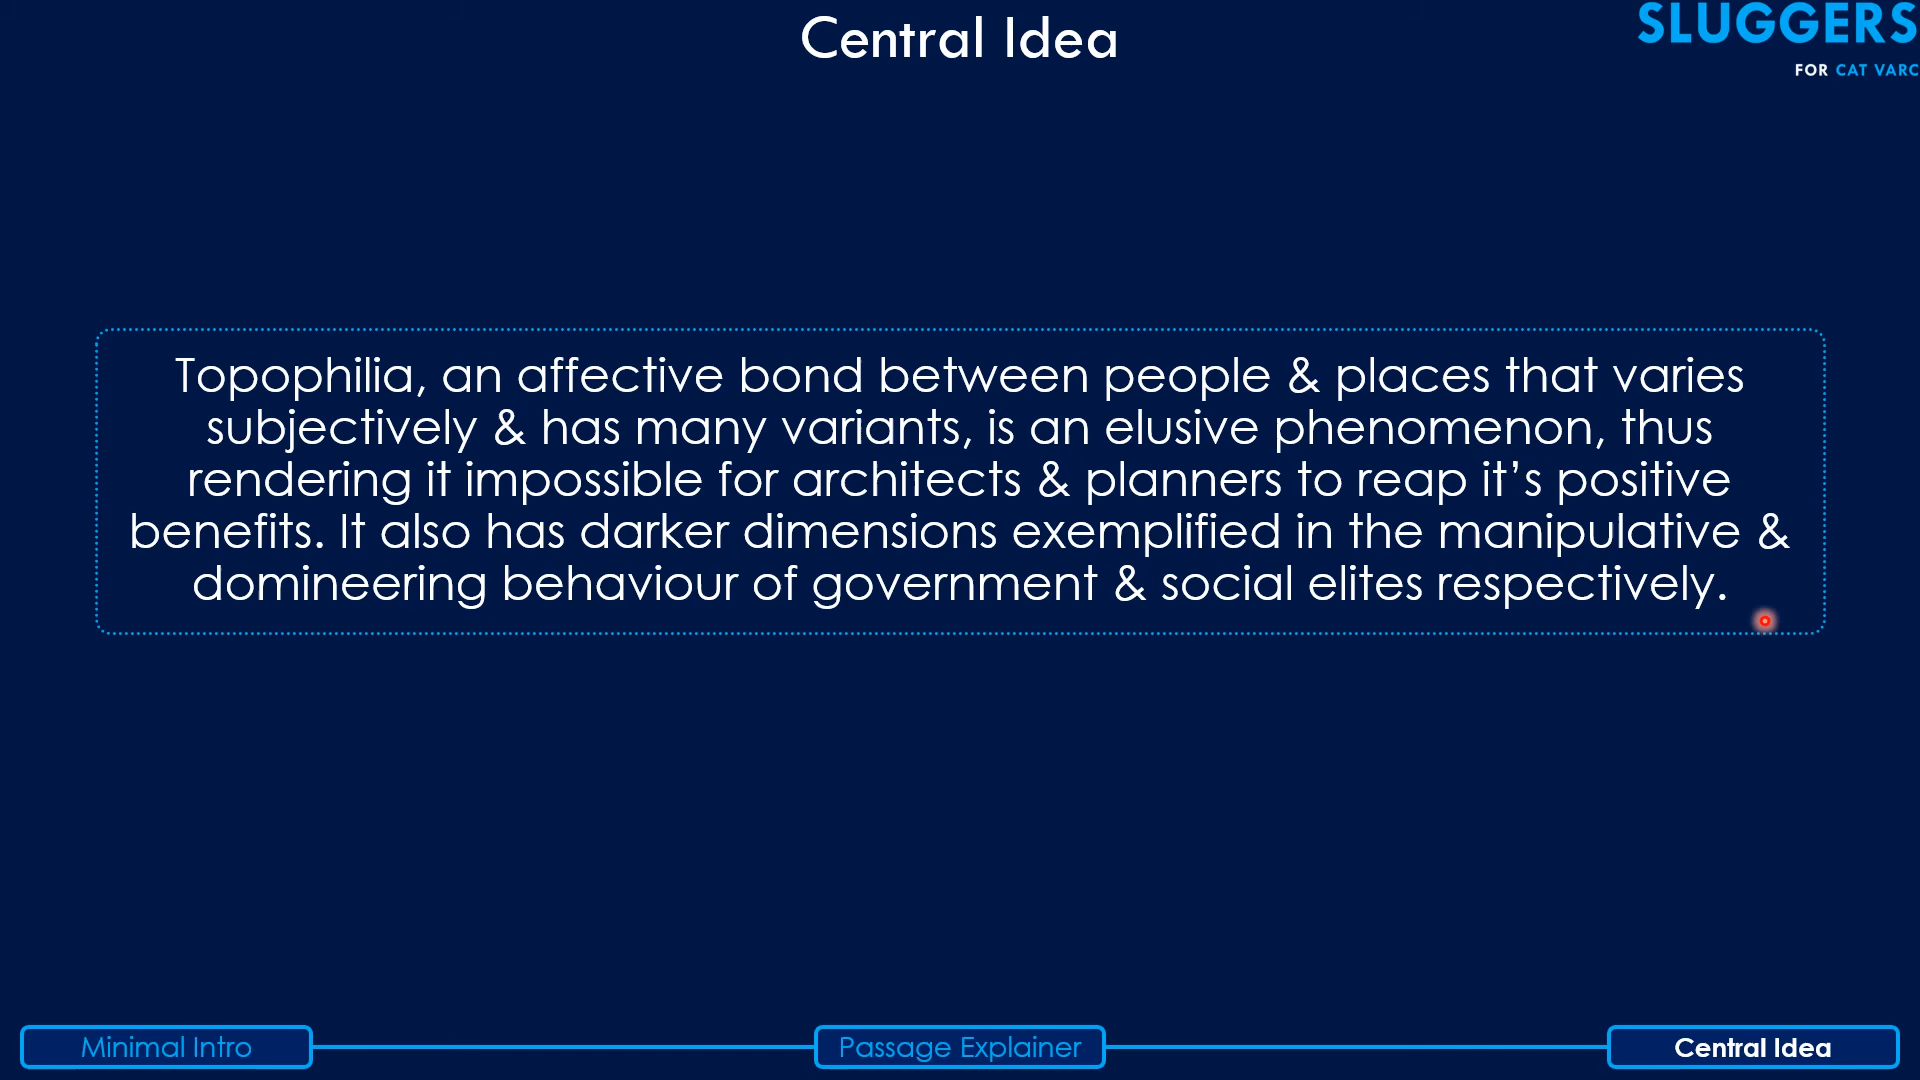 Central Idea
SLUGGERS
FOR CAT VARC
Topophilia, an affective bond between people & places that varies
subjectively & has many variants, is an elusive phenomenon, thus
rendering it impossible for architects & planners to reap it’s positive
benefits. It also has darker dimensions exemplified in the manipulative &
domineering behaviour of government & social elites respectively.
Minimal Intro
Passage Explainer
Central Idea